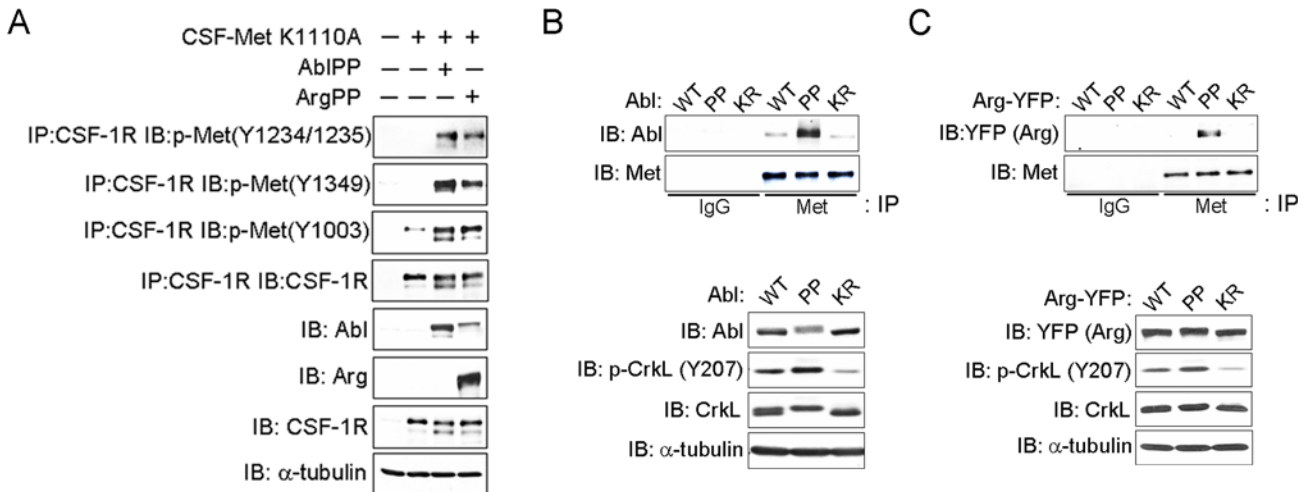 A
CSF-Met K1110A — + + +
AblPP — — + —
ArgPP — — — +
IP:CSF-1R IB:p-Met(Y1234/1235)
IP:CSF-1R IB:p-Met(Y1349)
IP:CSF-1R IB:p-Met(Y1003)
IP:CSF-1R IB:CSF-1R
IB: Abl
IB: Arg
IB: CSF-1R
IB: α-tubulin
B
Abl: WT PP KR WT PP KR
IB: Abl
IB: Met
IgG Met : IP
Abl: WT PP KR
IB: Abl
IB: p-CrkL (Y207)
IB: CrkL
IB: α-tubulin
C
Arg-YFP: WT PP KR WT PP KR
IB:YFP (Arg)
IB: Met
IgG Met : IP
Arg-YFP: WT PP KR
IB: YFP (Arg)
IB: p-CrkL (Y207)
IB: CrkL
IB: α-tubulin